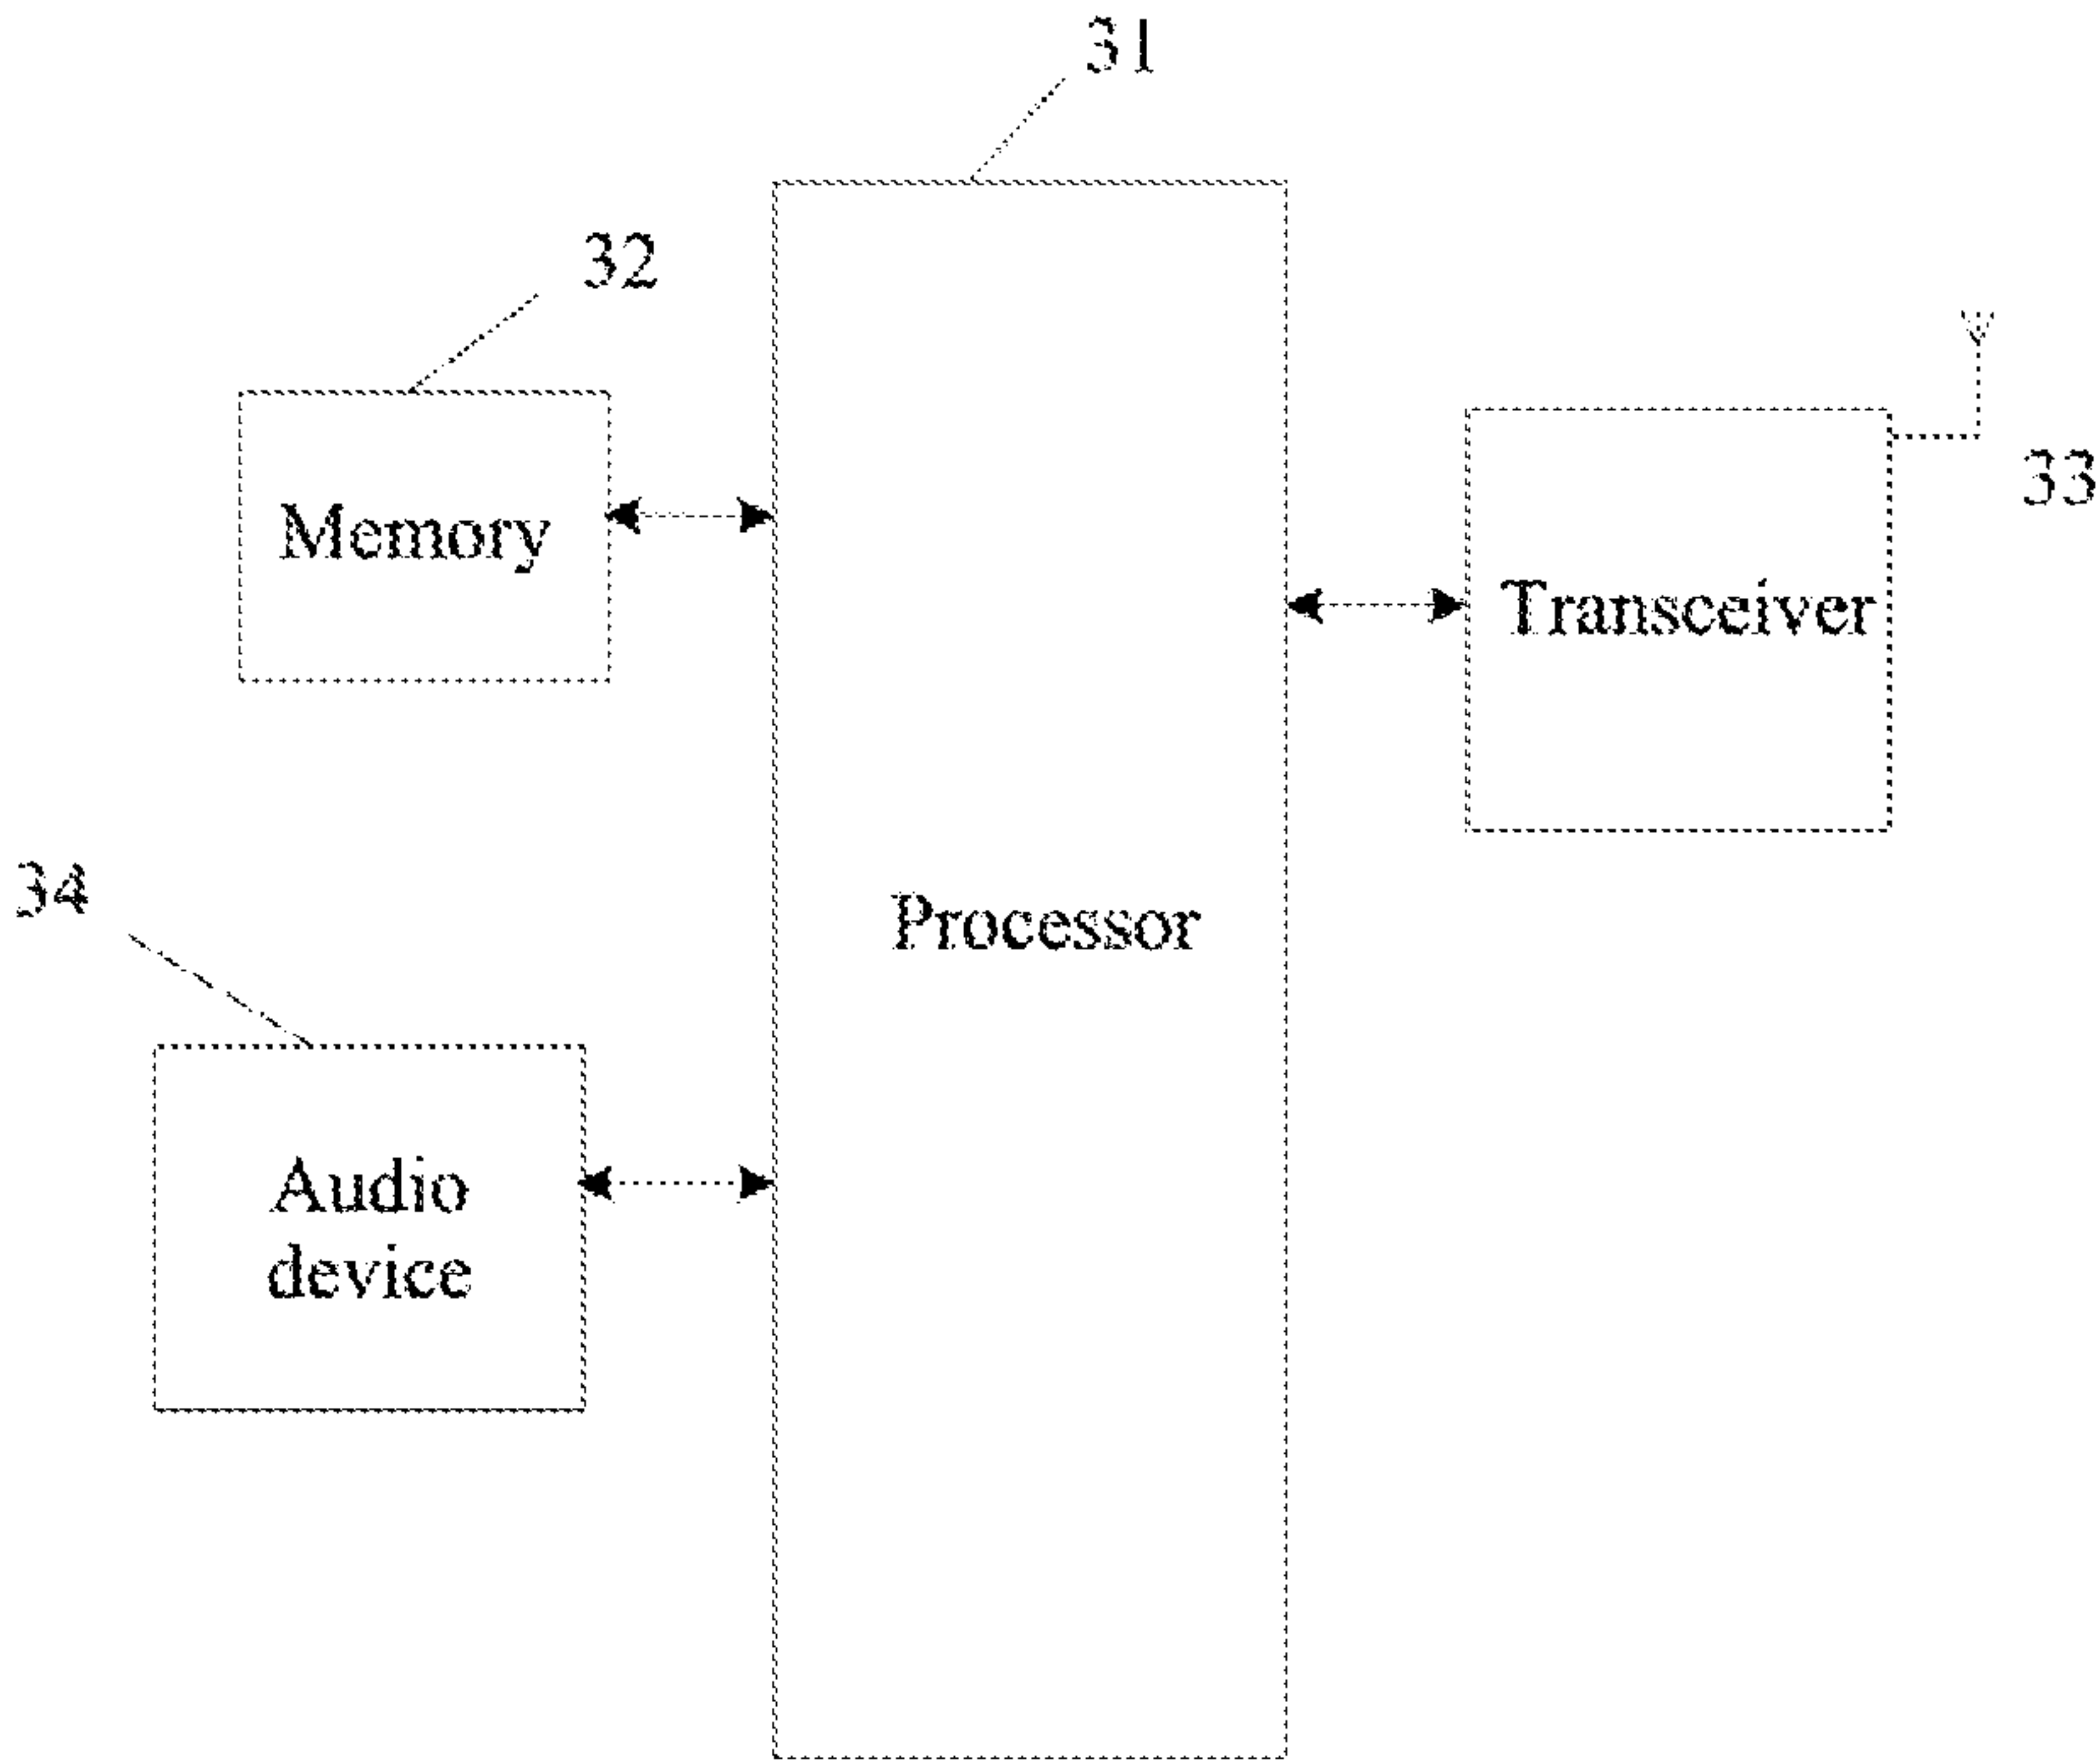 31
32
Memory
33
Transceiver
34
Processor
Audio
device